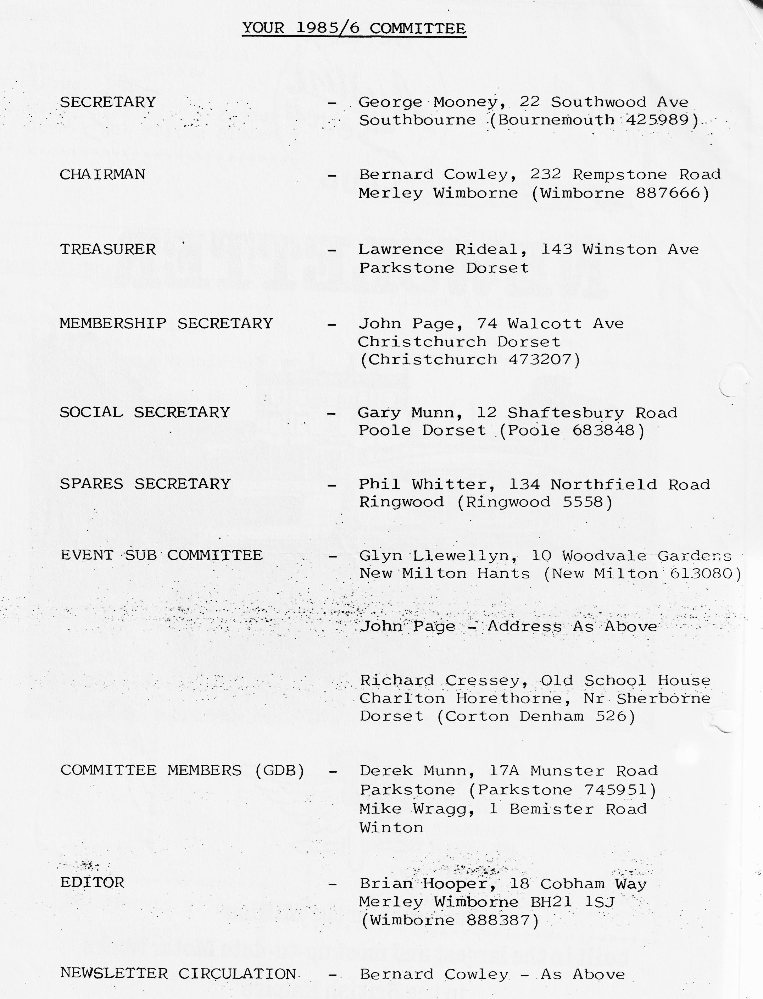 YOUR 1985/6 COMMITTEE
SECRETARY - George Mooney, 22 Southwood Ave
Southbourne (Bournemouth 425989)
CHAIRMAN - Bernard Cowley, 232 Rempstone Road
Merley Wimborne (Wimborne 887666)
TREASURER - Lawrence Rideal, 143 Winston Ave
Parkstone Dorset
MEMBERSHIP SECRETARY - John Page, 74 Walcott Ave
Christchurch Dorset
(Christchurch 473207)
SOCIAL SECRETARY - Gary Munn, 12 Shaftesbury Road
Poole Dorset (Poole 683848)
SPARES SECRETARY - Phil Whitter, 134 Northfield Road
Ringwood (Ringwood 5558)
EVENT SUB COMMITTEE - Glyn Llewellyn, 10 Woodvale Gardens
New Milton Hants (New Milton 613080)
John Page - Address As Above
Richard Cressey, Old School House
Charlton Horethorne, Nr Sherborne
Dorset (Corton Denham 526)
COMMITTEE MEMBERS (GDB) - Derek Munn, 17A Munster Road
Parkstone (Parkstone 745951)
Mike Wragg, 1 Bemister Road
Winton
EDITOR - Brian Hooper, 18 Cobham Way
Merley Wimborne BH21 1SJ
(Wimborne 888387)
NEWSLETTER CIRCULATION - Bernard Cowley - As Above